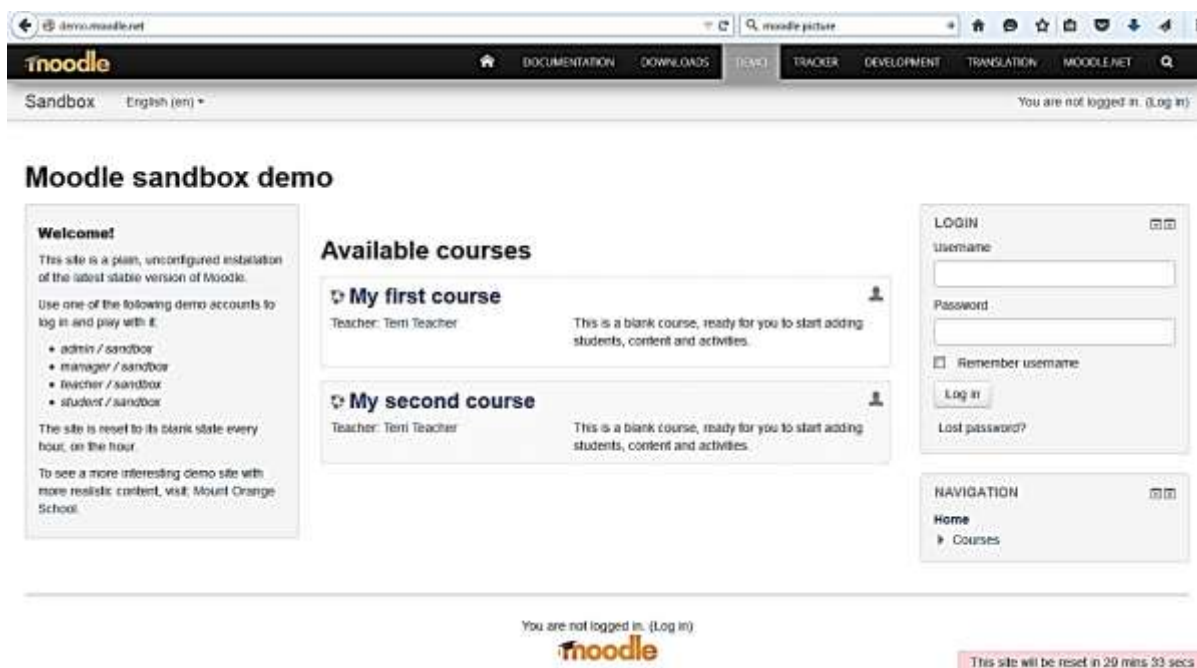 demo.moodle.net
moodle picture
moodle
DOCUMENTATION DOWNLOADS DEMO TRACKER DEVELOPMENT TRANSLATION MOODLE.NET
Sandbox English (en)
You are not logged in. (Log in)
Moodle sandbox demo
Welcome!
This site is a plain, unconfigured installation
of the latest stable version of Moodle.
Use one of the following demo accounts to
log in and play with it:
admin / sandbox
manager / sandbox
teacher / sandbox
student / sandbox
The site is reset to its blank state every
hour, on the hour.
To see a more interesting demo site with
more realistic content, visit: Mount Orange
School.
Available courses
My first course
Teacher: Terri Teacher
This is a blank course, ready for you to start adding
students, content and activities.
My second course
Teacher: Terri Teacher
This is a blank course, ready for you to start adding
students, content and activities.
LOGIN
Username
Password
Remember username
Log in
Lost password?
NAVIGATION
Home
Courses
You are not logged in. (Log in)
moodle
This site will be reset in 29 mins 33 secs